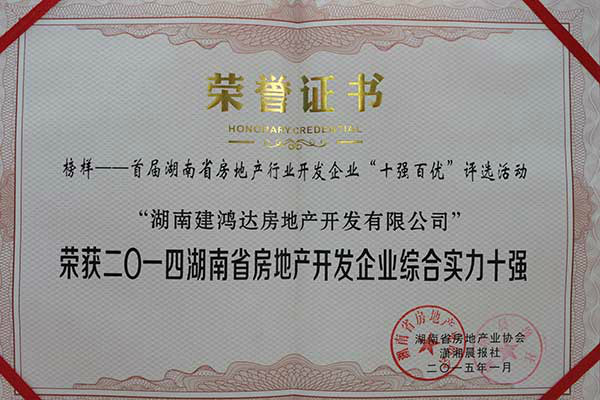 荣誉证书
HONORARY CREDENTIAL
榜样——首届湖南省房地产行业开发企业“十强百优”评选活动
“湖南建鸿达房地产开发有限公司”
荣获二〇一四湖南省房地产开发企业综合实力十强
湖南省房地产业协会
潇湘晨报社
二〇一五年一月